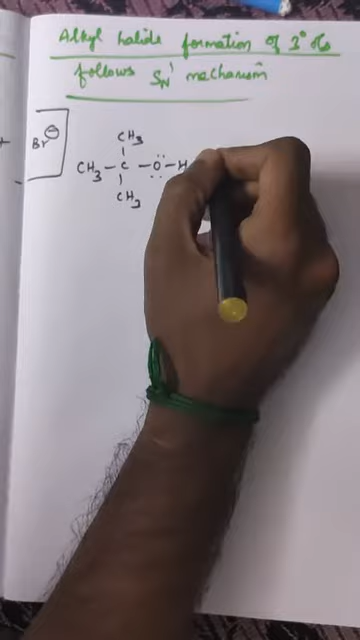 Alkyl halide formation of 3° Alc
follows SN1 mechanism
Br⊖
CH3
CH3 – C – Ö – H
CH3